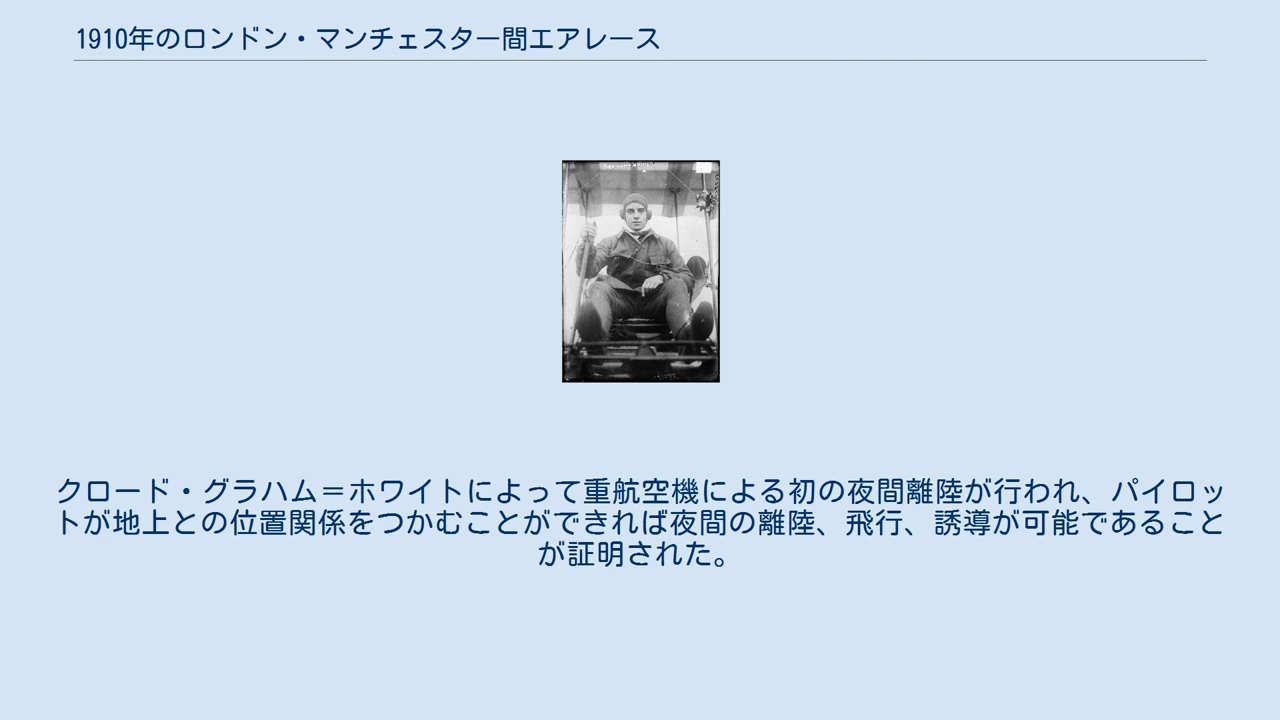 1910年のロンドン・マンチェスター間エアレース
クロード・グラハム＝ホワイトによって重航空機による初の夜間離陸が行われ、パイロッ
トが地上との位置関係をつかむことができれば夜間の離陸、飛行、誘導が可能であること
が証明された。